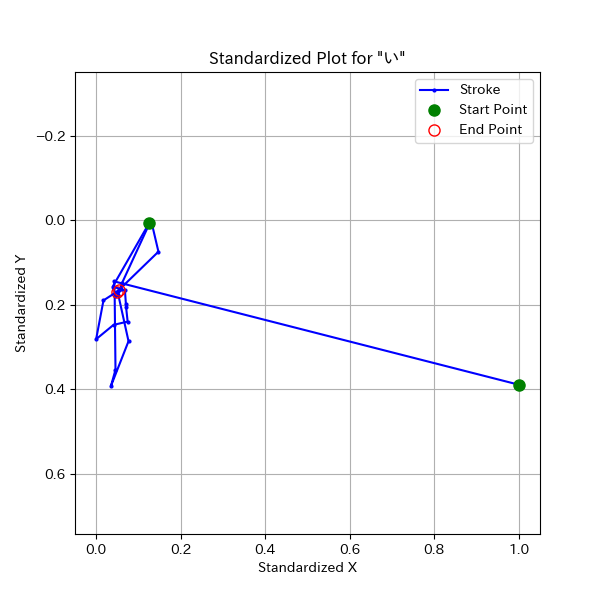 Standardized Plot for "い"
Stroke
Start Point
End Point
−0.2
0.0
0.2
0.4
0.6
Standardized Y
0.0 0.2 0.4 0.6 0.8 1.0
Standardized X